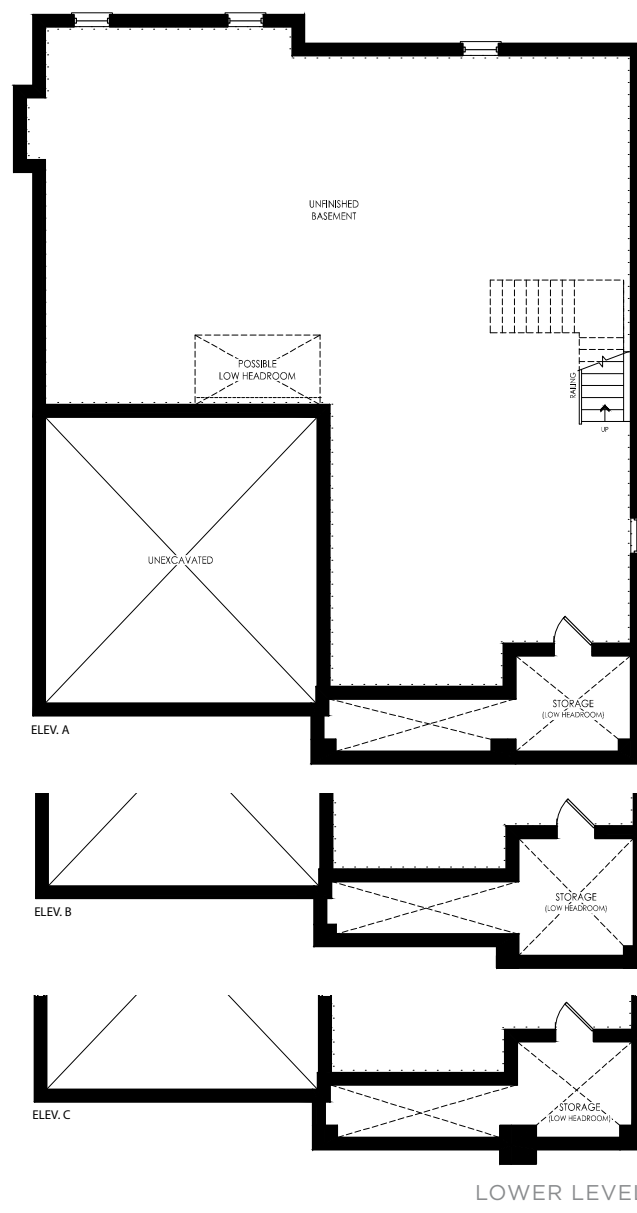 UNFINISHED
BASEMENT
POSSIBLE
LOW HEADROOM
RAILING
UP
UNEXCAVATED
STORAGE
(LOW HEADROOM)
ELEV. A
STORAGE
(LOW HEADROOM)
ELEV. B
STORAGE
(LOW HEADROOM)
ELEV. C
LOWER LEVEL